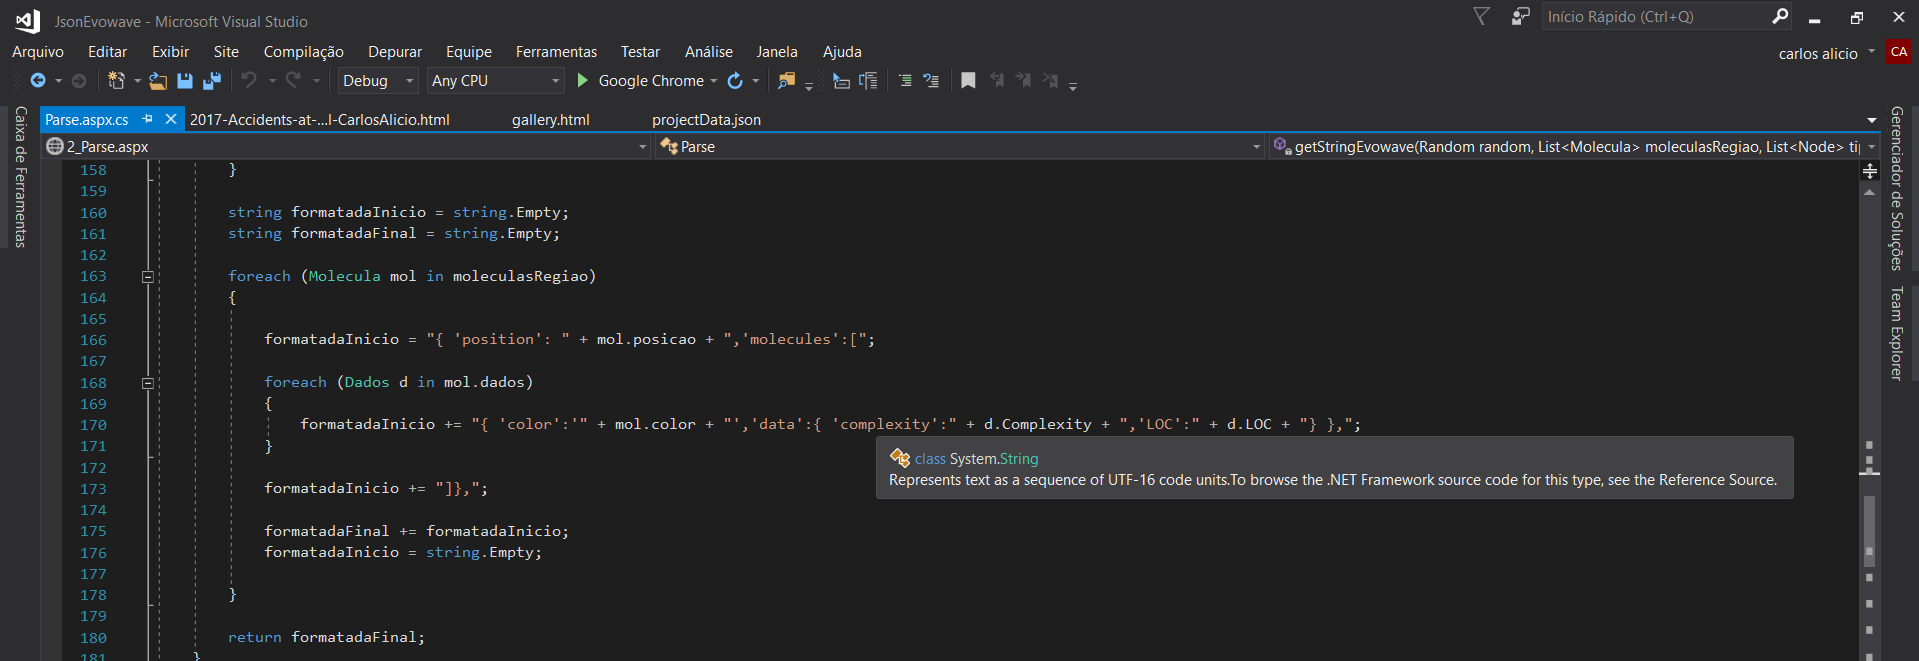 JsonEvowave - Microsoft Visual Studio
Início Rápido (Ctrl+Q)
Arquivo Editar Exibir Site Compilação Depurar Equipe Ferramentas Testar Análise Janela Ajuda
carlos alicio CA
Debug Any CPU Google Chrome
Caixa de Ferramentas
Parse.aspx.cs 2017-Accidents-at-...l-CarlosAlicio.html gallery.html projectData.json
2_Parse.aspx Parse getStringEvowave(Random random, List<Molecula> moleculasRegiao, List<Node> ti
158 }
159
160 string formatadaInicio = string.Empty;
161 string formatadaFinal = string.Empty;
162
163 foreach (Molecula mol in moleculasRegiao)
164 {
165
166 formatadaInicio = "{ 'position': " + mol.posicao + ",'molecules':[";
167
168 foreach (Dados d in mol.dados)
169 {
170 formatadaInicio += "{ 'color':'" + mol.color + "','data':{ 'complexity':" + d.Complexity + ",'LOC':" + d.LOC + "} },";
171 }
172
class System.String
Represents text as a sequence of UTF-16 code units.To browse the .NET Framework source code for this type, see the Reference Source.
173 formatadaInicio += "]},";
174
175 formatadaFinal += formatadaInicio;
176 formatadaInicio = string.Empty;
177
178 }
179
180 return formatadaFinal;
181 }
Gerenciador de Soluções
Team Explorer